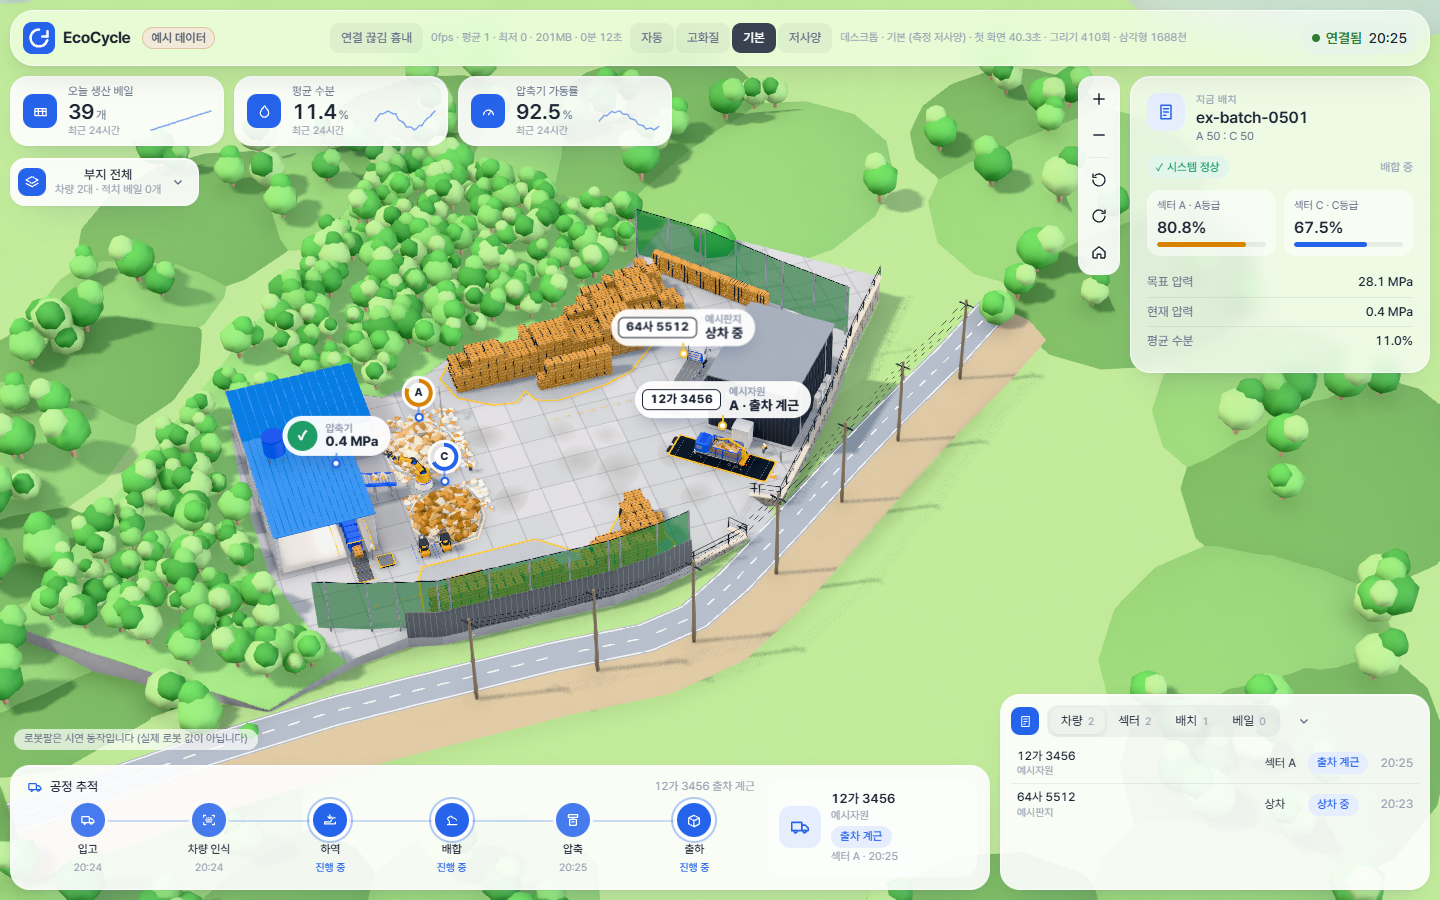 EcoCycle
예시 데이터
연결 끊김 흉내
0fps · 평균 1 · 최저 0 · 201MB · 0분 12초
자동
고화질
기본
저사양
데스크톱 · 기본 (측정 저사양) · 첫 화면 40.3초 · 그리기 410회 · 삼각형 1688천
연결됨 20:25
오늘 생산 베일
39개
최근 24시간
평균 수분
11.4%
최근 24시간
압축기 가동률
92.5%
최근 24시간
부지 전체
차량 2대 · 적치 베일 0개
지금 배치
ex-batch-0501
A 50 : C 50
✓ 시스템 정상
배합 중
섹터 A · A등급
80.8%
섹터 C · C등급
67.5%
목표 압력
28.1 MPa
현재 압력
0.4 MPa
평균 수분
11.0%
64사 5512
예시판지
상차 중
12가 3456
예시자원
A · 출차 계근
A
압축기
0.4 MPa
C
로봇팔은 시연 동작입니다 (실제 로봇 값이 아닙니다)
공정 추적
12가 3456 출차 계근
입고
20:24
차량 인식
20:24
하역
진행 중
배합
진행 중
압축
20:25
출하
진행 중
12가 3456
예시자원
출차 계근
섹터 A · 20:25
차량 2
섹터 2
배치 1
베일 0
12가 3456
예시자원
섹터 A
출차 계근
20:25
64사 5512
예시판지
상차
상차 중
20:23